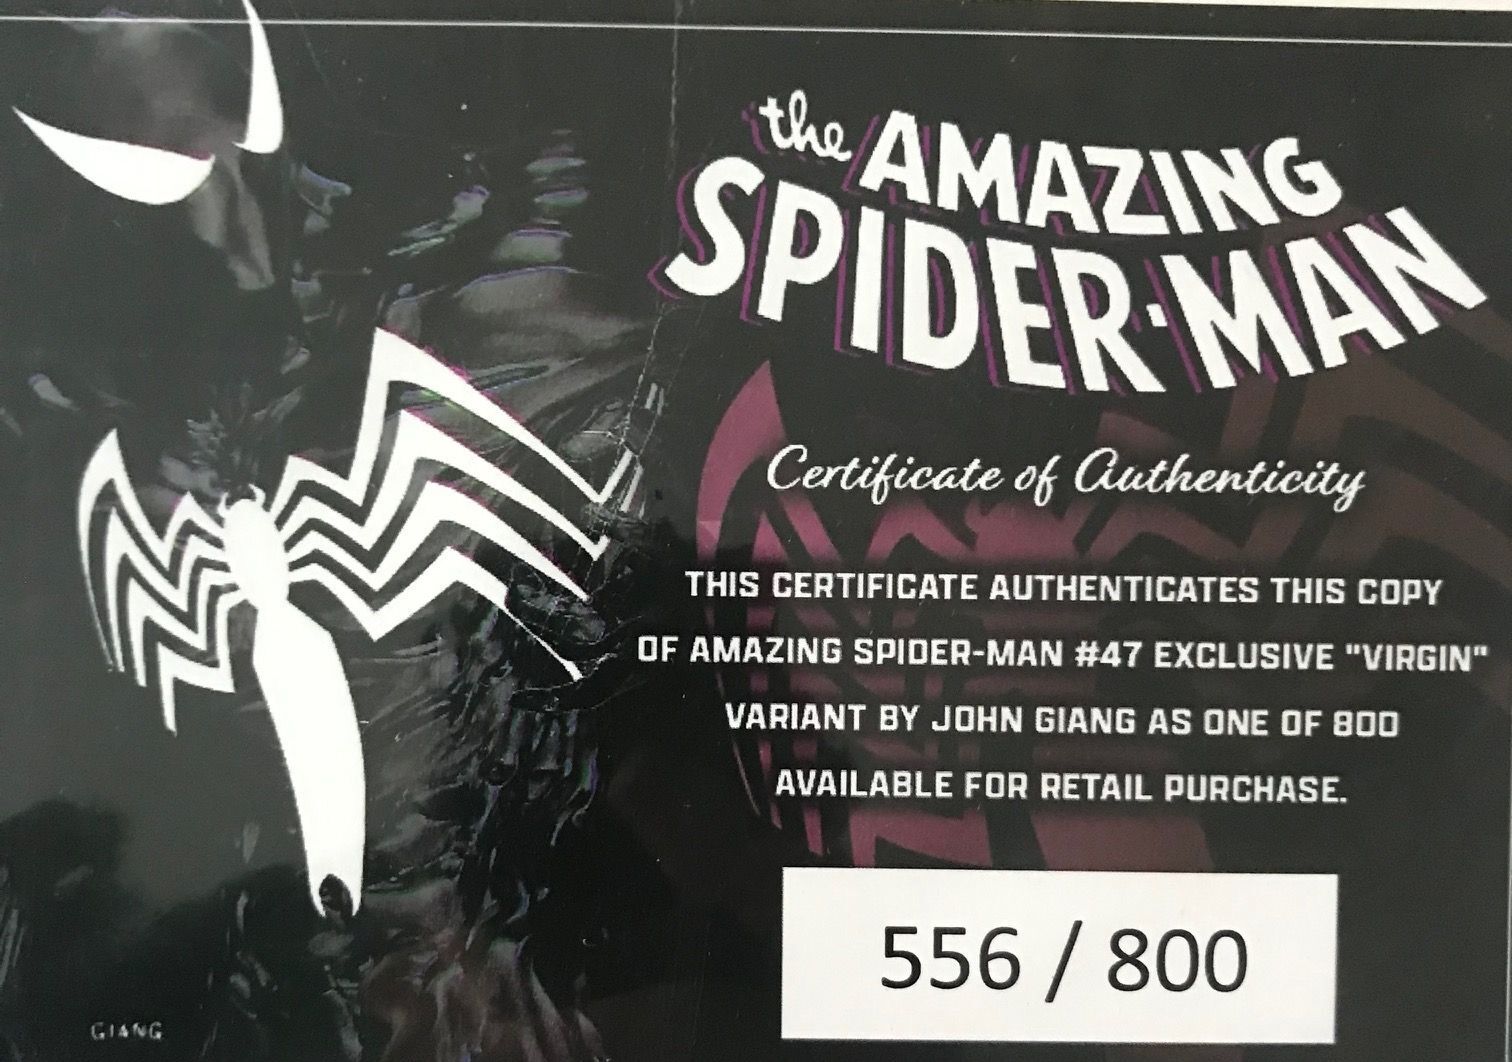 the AMAZING
SPIDER-MAN
Certificate of Authenticity
THIS CERTIFICATE AUTHENTICATES THIS COPY
OF AMAZING SPIDER-MAN #47 EXCLUSIVE "VIRGIN"
VARIANT BY JOHN GIANG AS ONE OF 800
AVAILABLE FOR RETAIL PURCHASE.
556 / 800
GIANG